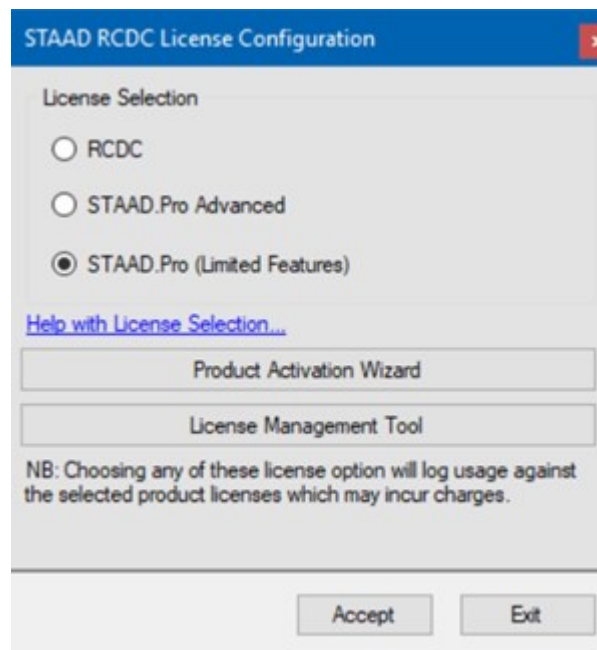 STAAD RCDC License Configuration
x
License Selection
RCDC
STAAD.Pro Advanced
STAAD.Pro (Limited Features)
Help with License Selection...
Product Activation Wizard
License Management Tool
NB: Choosing any of these license option will log usage against
the selected product licenses which may incur charges.
Accept
Exit